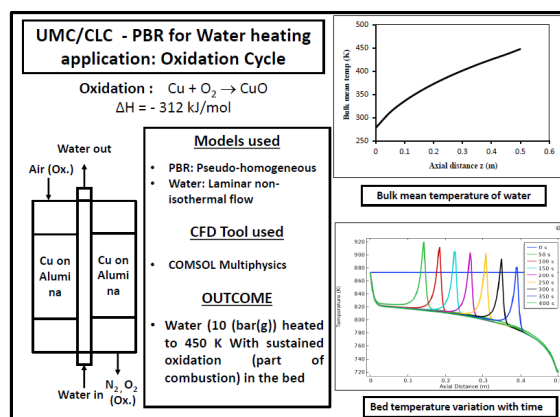 UMC/CLC - PBR for Water heating
application: Oxidation Cycle
Oxidation : Cu + O₂ → CuO
ΔH = - 312 kJ/mol
Water out
Air (Ox.)
Cu on
Alumi
na
Cu on
Alumi
na
Water in
N₂, O₂
(Ox.)
Models used
• PBR: Pseudo-homogeneous
• Water: Laminar non-
isothermal flow
CFD Tool used
• COMSOL Multiphysics
OUTCOME
• Water (10 (bar(g)) heated
to 450 K With sustained
oxidation (part of
combustion) in the bed
Bulk mean temp (K)
500
450
400
350
300
250
0 0.1 0.2 0.3 0.4 0.5 0.6
Axial distance z (m)
Bulk mean temperature of water
Temperature (K)
920
900
880
860
840
820
800
780
760
740
720
0 0.1 0.2 0.3 0.4 0.5
Axial Distance (m)
0 s
50 s
100 s
150 s
200 s
250 s
300 s
350 s
400 s
Bed temperature variation with time